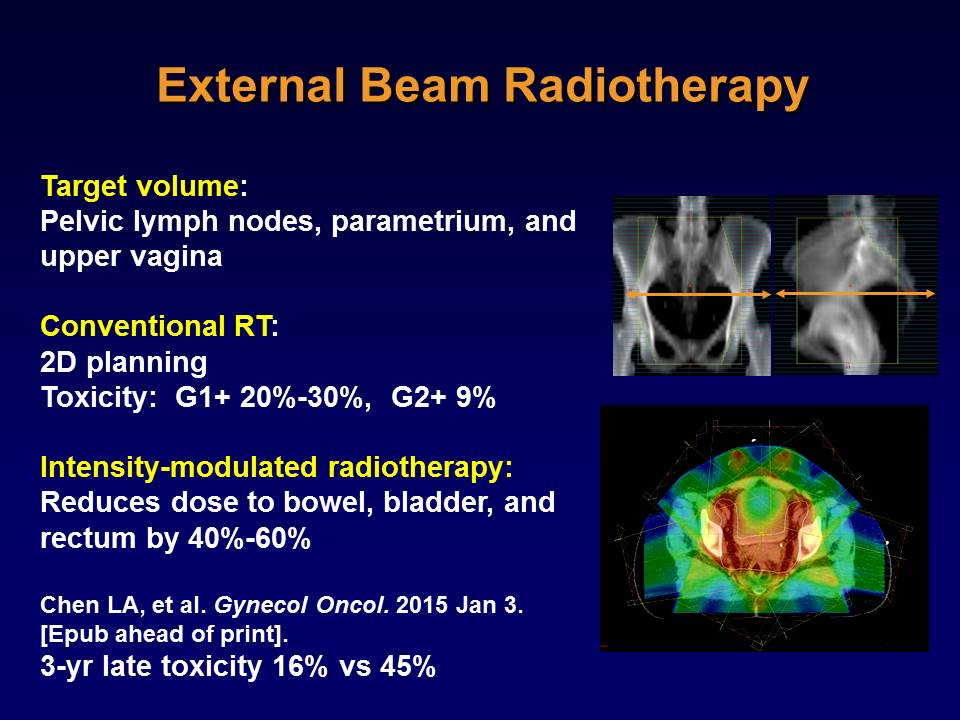 External Beam Radiotherapy
Target volume:
Pelvic lymph nodes, parametrium, and
upper vagina
Conventional RT:
2D planning
Toxicity: G1+ 20%-30%, G2+ 9%
Intensity-modulated radiotherapy:
Reduces dose to bowel, bladder, and
rectum by 40%-60%
Chen LA, et al. Gynecol Oncol. 2015 Jan 3.
[Epub ahead of print].
3-yr late toxicity 16% vs 45%